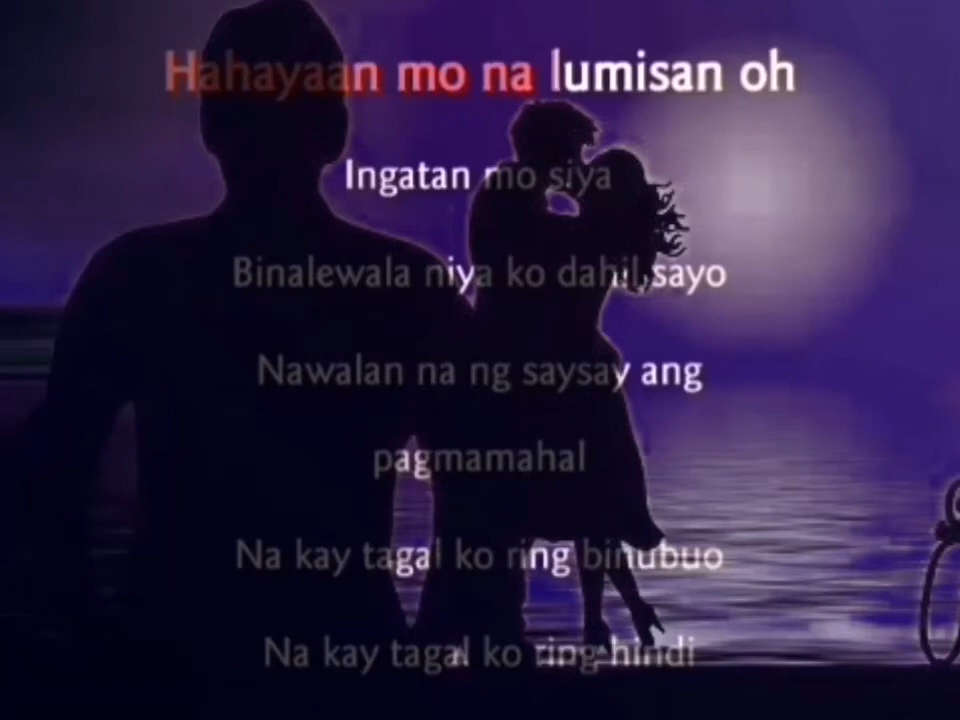 Hahayaan mo na lumisan oh
Ingatan mo siya
Binalewala niya ko dahil sayo
Nawalan na ng saysay ang
pagmamahal
Na kay tagal ko ring binubuo
Na kay tagal ko ring hindi